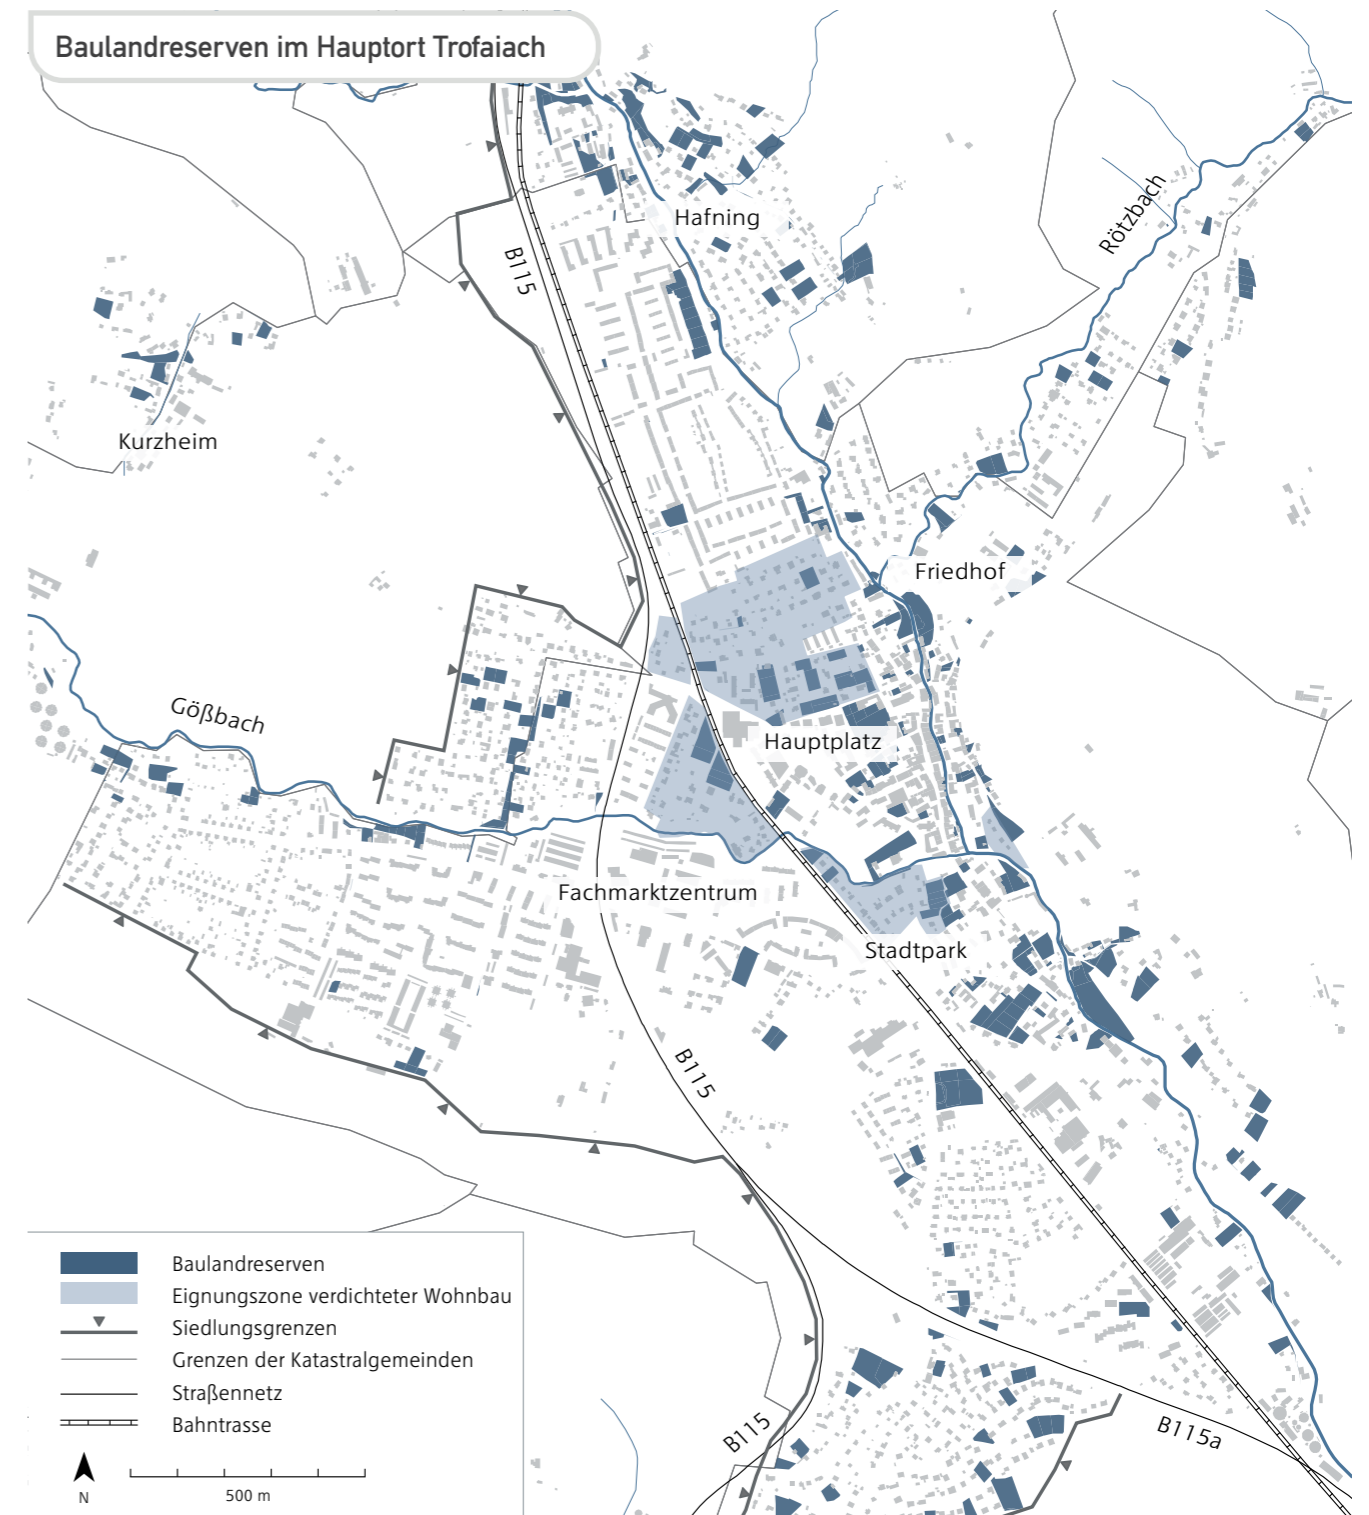 Baulandreserven im Hauptort Trofaiach
Rötzbach
Hafning
B115
Kurzheim
Friedhof
Gößbach
Hauptplatz
Fachmarktzentrum
Stadtpark
B115
Baulandreserven
Eignungszone verdichteter Wohnbau
Siedlungsgrenzen
Grenzen der Katastralgemeinden
Straßennetz
Bahntrasse
B115
B115a
N
500 m